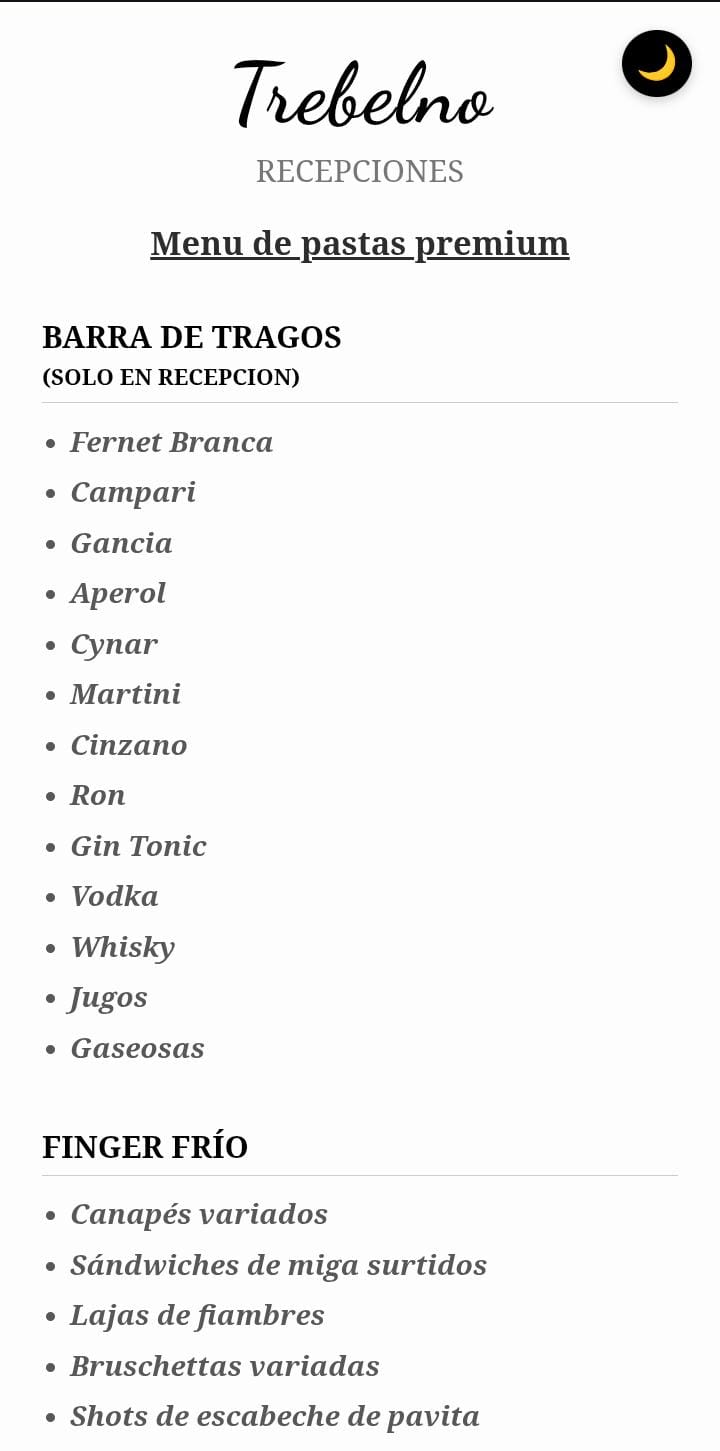 Trebelno
RECEPCIONES
Menu de pastas premium
BARRA DE TRAGOS
(SOLO EN RECEPCION)
• Fernet Branca
• Campari
• Gancia
• Aperol
• Cynar
• Martini
• Cinzano
• Ron
• Gin Tonic
• Vodka
• Whisky
• Jugos
• Gaseosas
FINGER FRÍO
• Canapés variados
• Sándwiches de miga surtidos
• Lajas de fiambres
• Bruschettas variadas
• Shots de escabeche de pavita